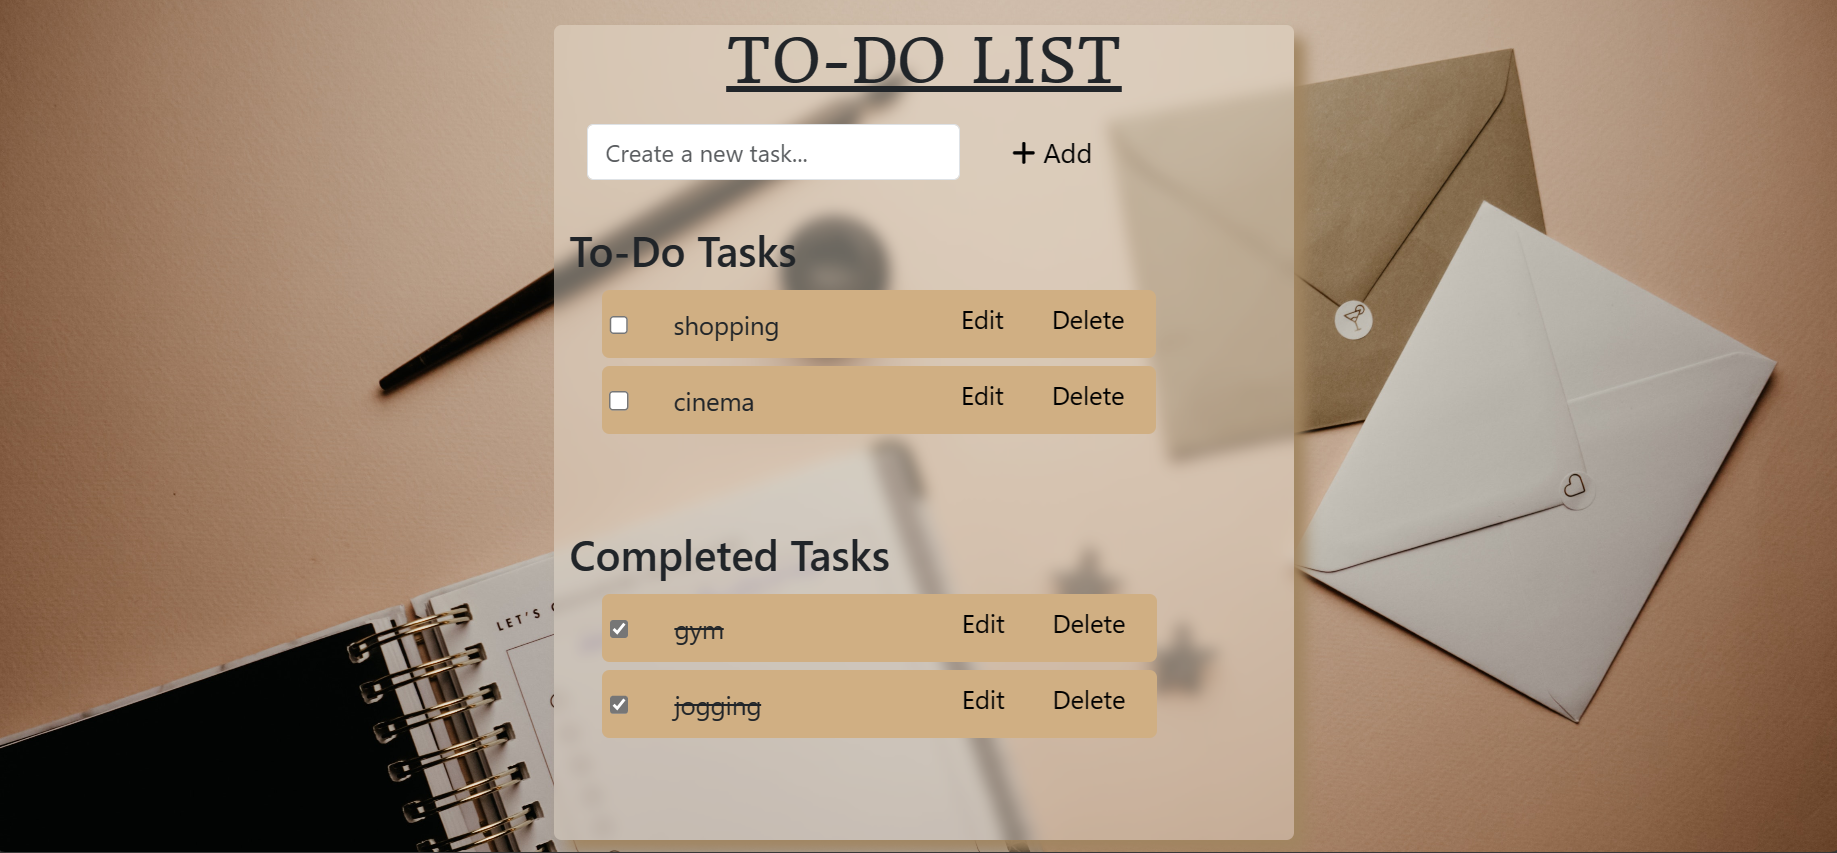 TO-DO LIST
Create a new task...
+ Add
To-Do Tasks
shopping Edit Delete
cinema Edit Delete
LET'S
Completed Tasks
gym Edit Delete
jogging Edit Delete